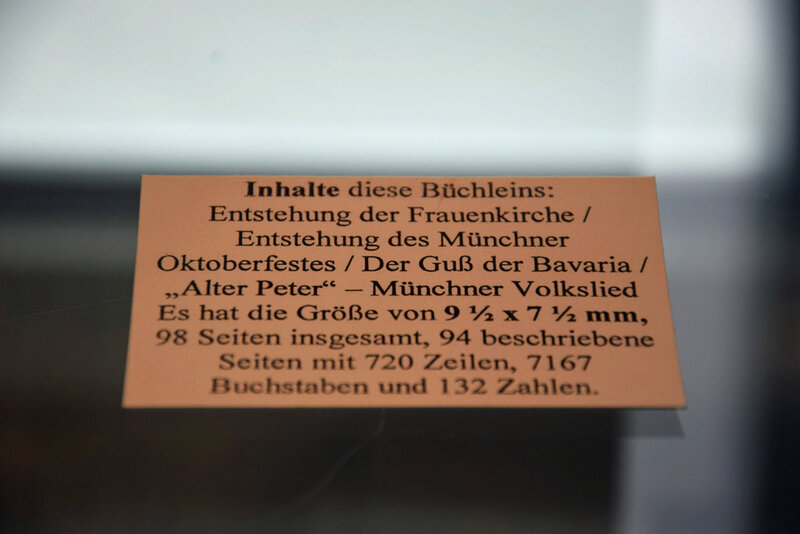 Inhalte diese Büchleins:
Entstehung der Frauenkirche /
Entstehung des Münchner
Oktoberfestes / Der Guß der Bavaria /
„Alter Peter“ – Münchner Volkslied
Es hat die Größe von 9 ½ x 7 ½ mm,
98 Seiten insgesamt, 94 beschriebene
Seiten mit 720 Zeilen, 7167
Buchstaben und 132 Zahlen.